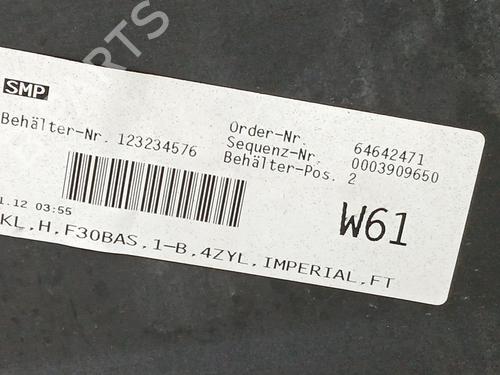 SMP
Behälter-Nr. 123234576
Order-Nr. 64642471
Sequenz-Nr. 0003909650
Behälter-Pos. 2
.12 03:55
W61
KL,H,F30BAS,1-B,4ZYL,IMPERIAL,FT